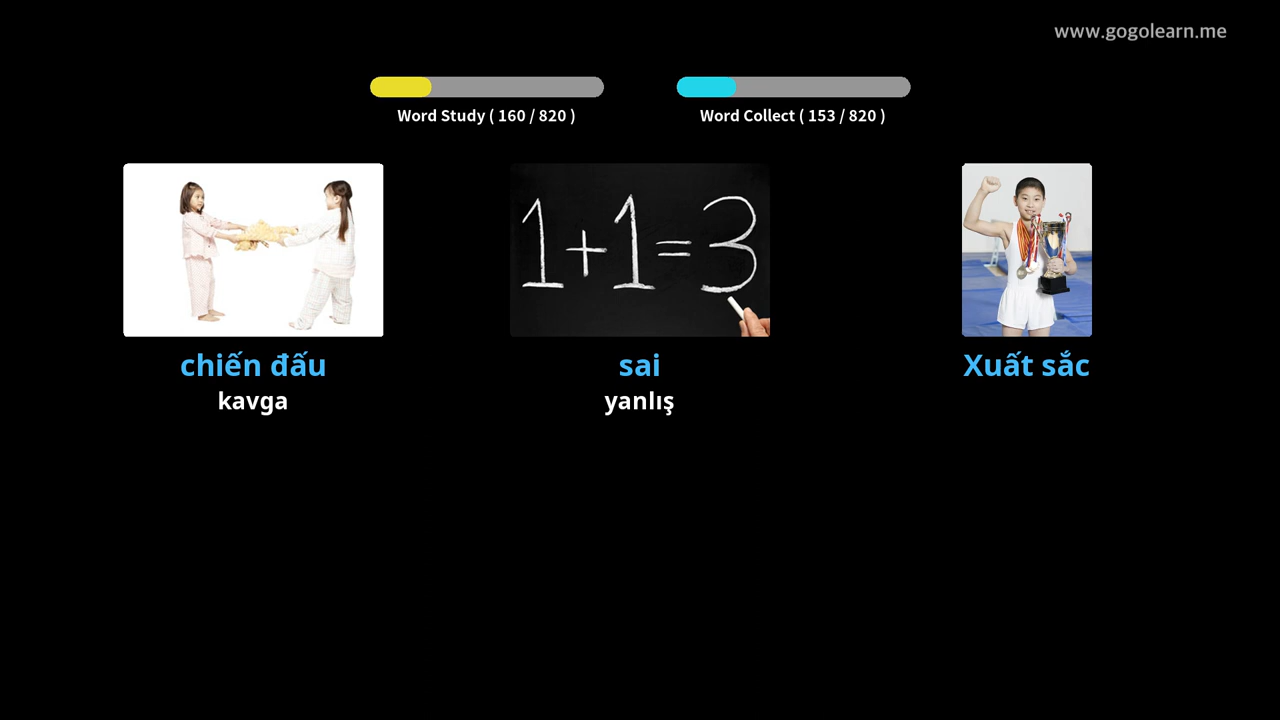 www.gogolearn.me
Word Study ( 160 / 820 )
Word Collect ( 153 / 820 )
1+1=3
chiến đấu
kavga
sai
yanlış
Xuất sắc